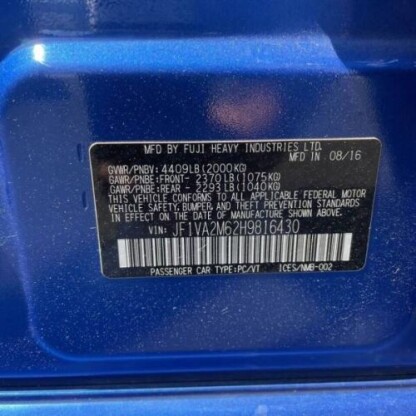 MFD BY FUJI HEAVY INDUSTRIES LTD.
MFD IN 08/16
GVWR/PNBV: 4409LB(2000KG)
GAWR/PNBE:FRONT- 2370LB(1075KG)
GAWR/PNBE:REAR - 2293LB(1040KG)
THIS VEHICLE CONFORMS TO ALL APPLICABLE FEDERAL MOTOR
VEHICLE SAFETY, BUMPER, AND THEFT PREVENTION STANDARDS
IN EFFECT ON THE DATE OF MANUFACTURE SHOWN ABOVE.
VIN: JF1VA2M62H9816430
PASSENGER CAR TYPE:PC/VT ICES/NMB-002